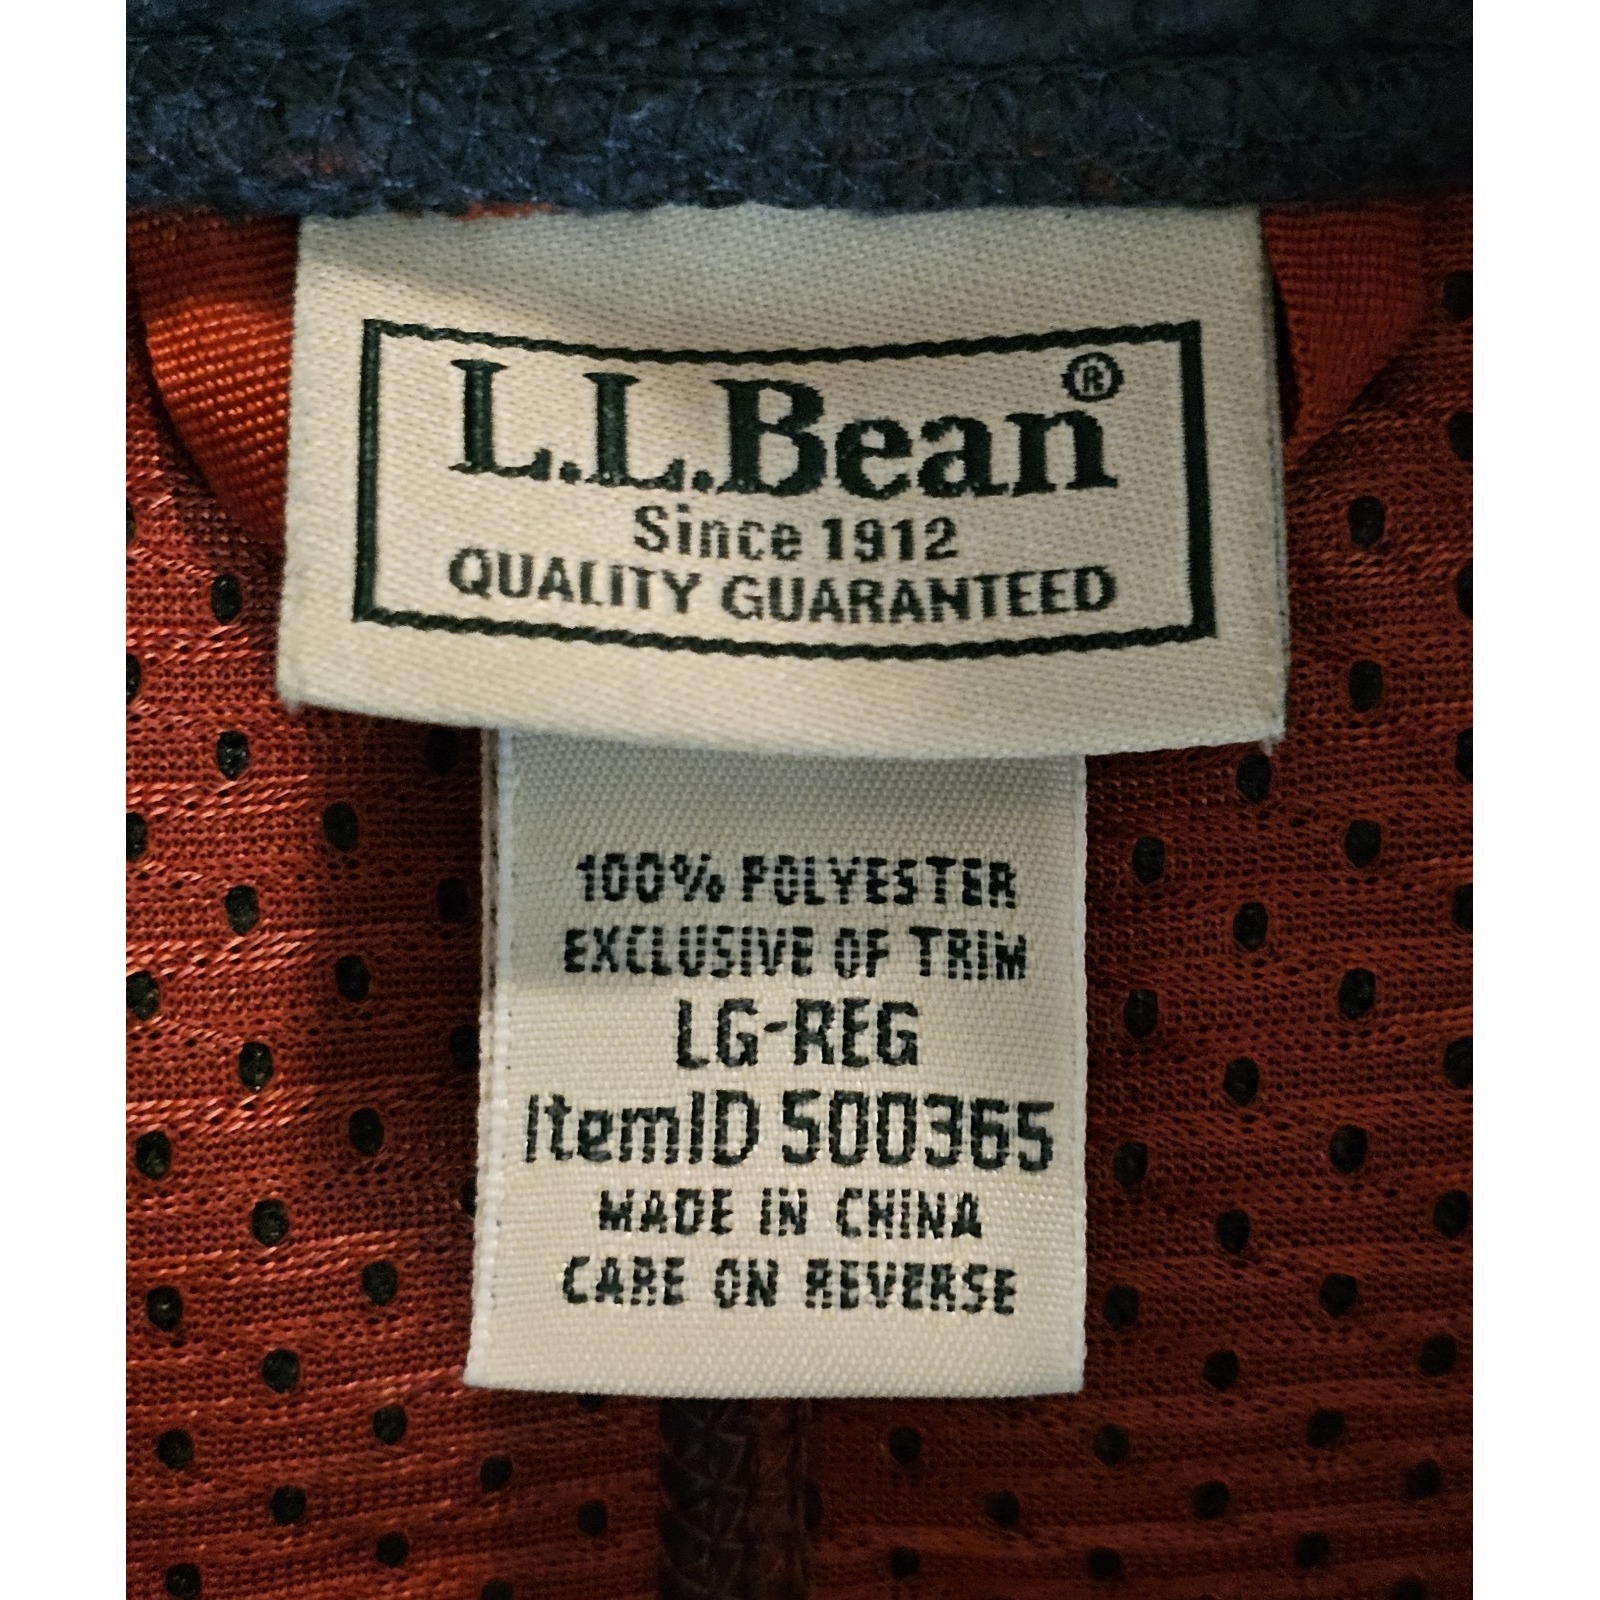 L.L.Bean®
Since 1912
QUALITY GUARANTEED
100% POLYESTER
EXCLUSIVE OF TRIM
LG-REG
ItemID 500365
MADE IN CHINA
CARE ON REVERSE